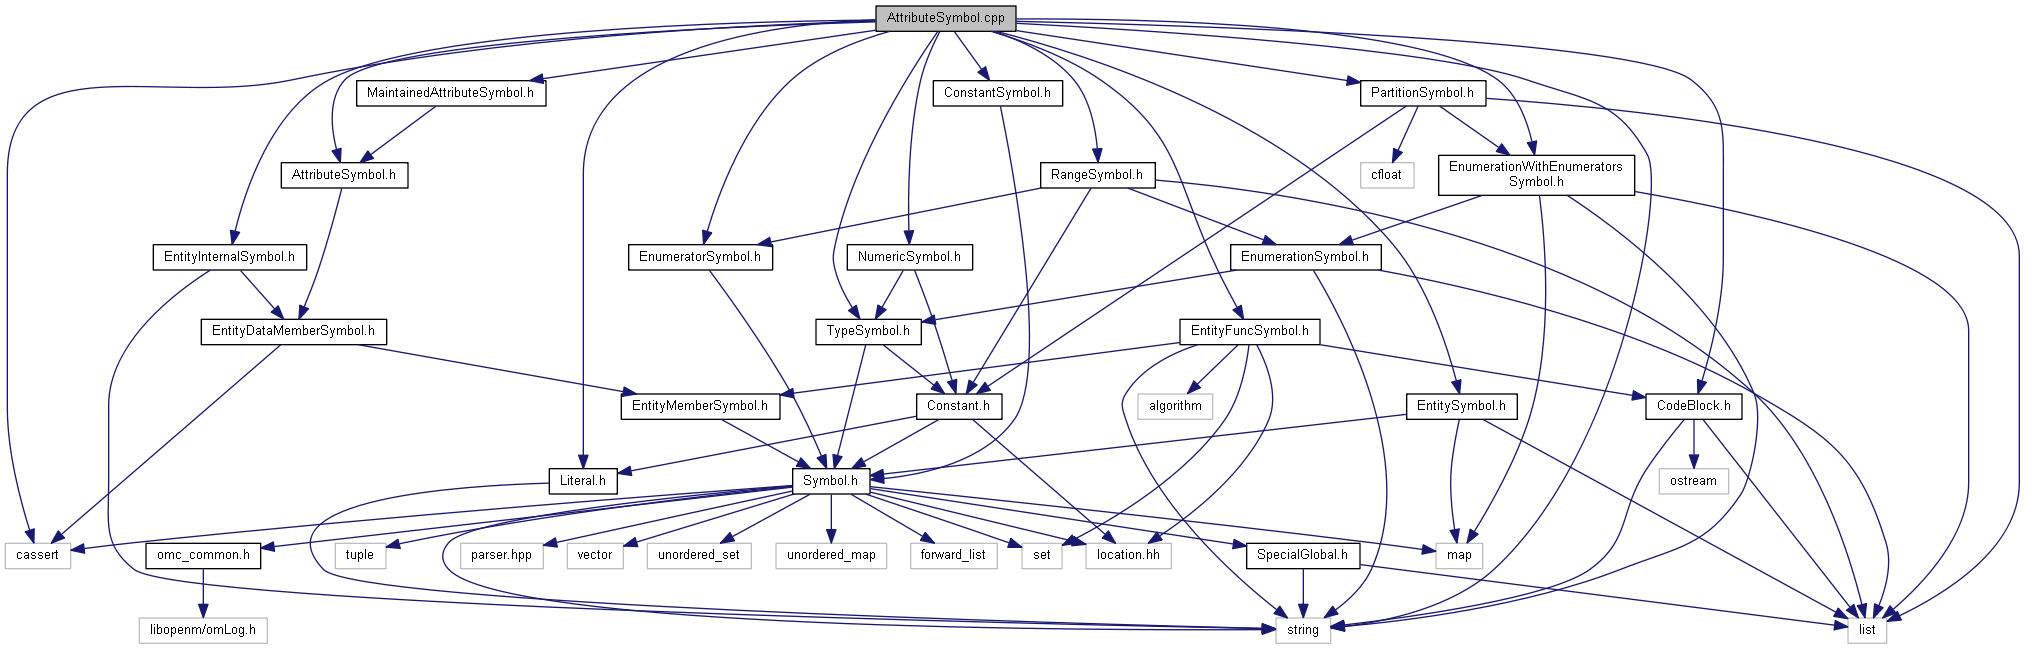 AttributeSymbol.cpp
MaintainedAttributeSymbol.h
ConstantSymbol.h
PartitionSymbol.h
AttributeSymbol.h
RangeSymbol.h
cfloat
EnumerationWithEnumerators
Symbol.h
EntityInternalSymbol.h
EnumeratorSymbol.h
NumericSymbol.h
EnumerationSymbol.h
EntityDataMemberSymbol.h
TypeSymbol.h
EntityFuncSymbol.h
EntityMemberSymbol.h
Constant.h
algorithm
EntitySymbol.h
CodeBlock.h
Literal.h
Symbol.h
ostream
cassert
omc_common.h
tuple
parser.hpp
vector
unordered_set
unordered_map
forward_list
set
location.hh
SpecialGlobal.h
map
libopenm/omLog.h
string
list